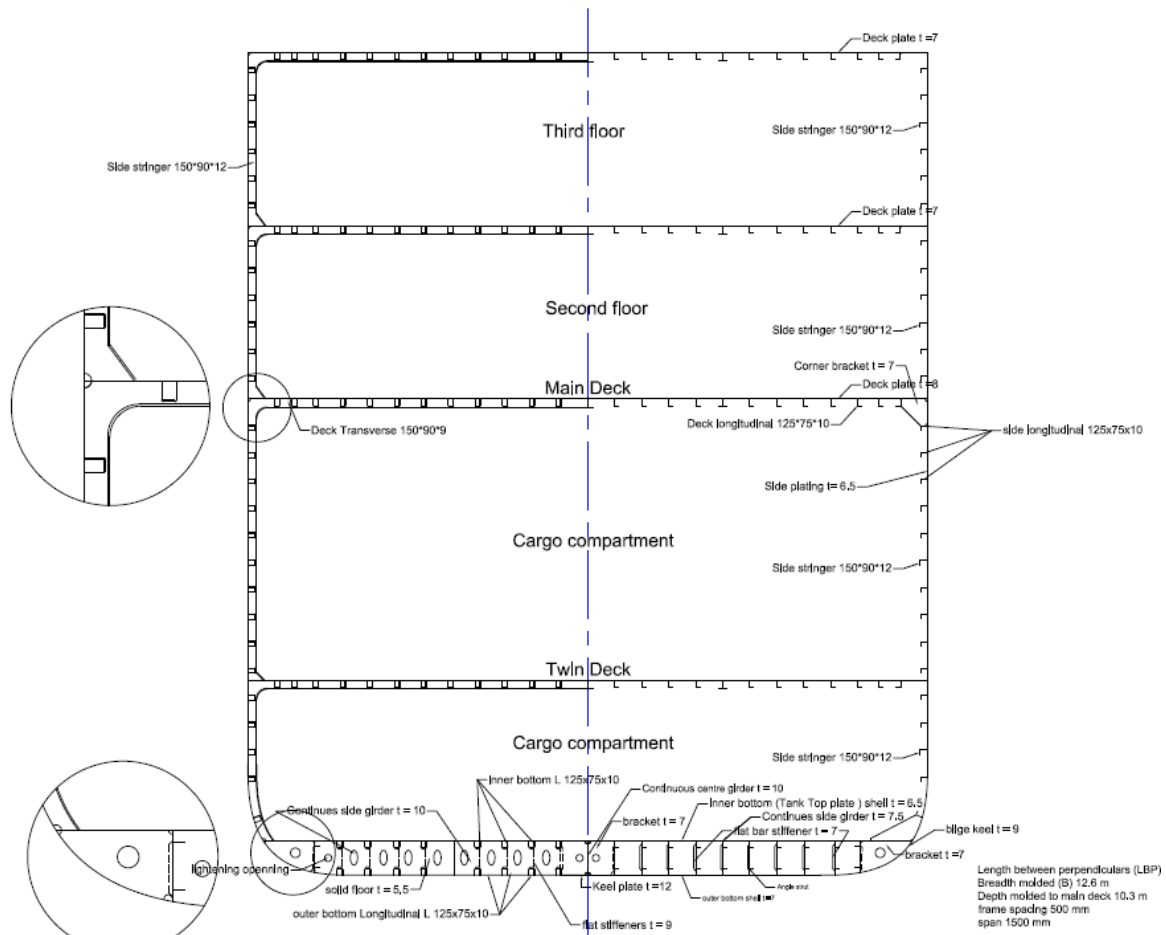 Deck plate t =7
Third floor
Side stringer 150*90*12
Side stringer 150*90*12
Deck plate t =7
Second floor
Side stringer 150*90*12
Corner bracket t = 7
Main Deck
Deck plate t=8
Deck Transverse 150*90*9
Deck longitudinal 125*75*10
side longitudinal 125x75x10
Side plating t= 6.5
Cargo compartment
Side stringer 150*90*12
Twin Deck
Cargo compartment
Side stringer 150*90*12
Inner bottom L 125x75x10
Continuous centre girder t = 10
Inner bottom (Tank Top plate ) shell t = 6.5
Continues side girder t = 10
Continues side girder t = 7.5
bracket t = 7
flat bar stiffener t = 7
bilge keel t = 9
bracket t=7
lightening openning
solid floor t = 5.5
Keel plate t =12
Angle strut
outer bottom shell t=7
outer bottom Longitudinal L 125x75x10
flat stiffeners t = 9
Length between perpendiculars (LBP)
Breadth molded (B) 12.6 m
Depth molded to main deck 10.3 m
frame spacing 500 mm
span 1500 mm